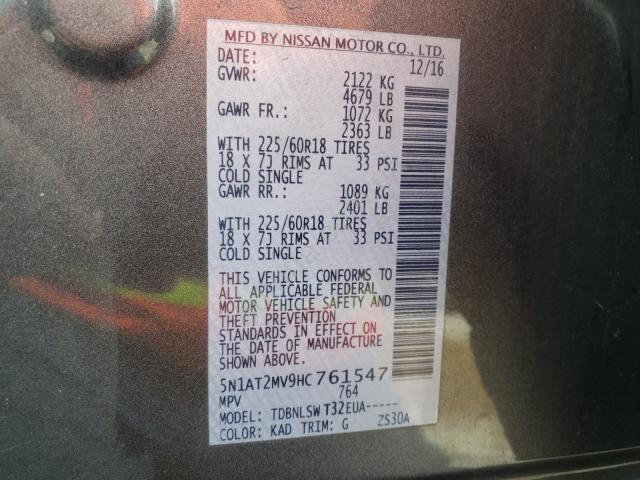 MFD BY NISSAN MOTOR CO., LTD.
DATE: 12/16
GVWR: 2122 KG
4679 LB
GAWR FR.: 1072 KG
2363 LB
WITH 225/60R18 TIRES
18 X 7J RIMS AT 33 PSI
COLD SINGLE
GAWR RR.: 1089 KG
2401 LB
WITH 225/60R18 TIRES
18 X 7J RIMS AT 33 PSI
COLD SINGLE
THIS VEHICLE CONFORMS TO
ALL APPLICABLE FEDERAL
MOTOR VEHICLE SAFETY AND
THEFT PREVENTION
STANDARDS IN EFFECT ON
THE DATE OF MANUFACTURE
SHOWN ABOVE.
5N1AT2MV9HC761547
MPV 764
MODEL: TDBNLSW T32EUA-----
COLOR: KAD TRIM: G ZS30A